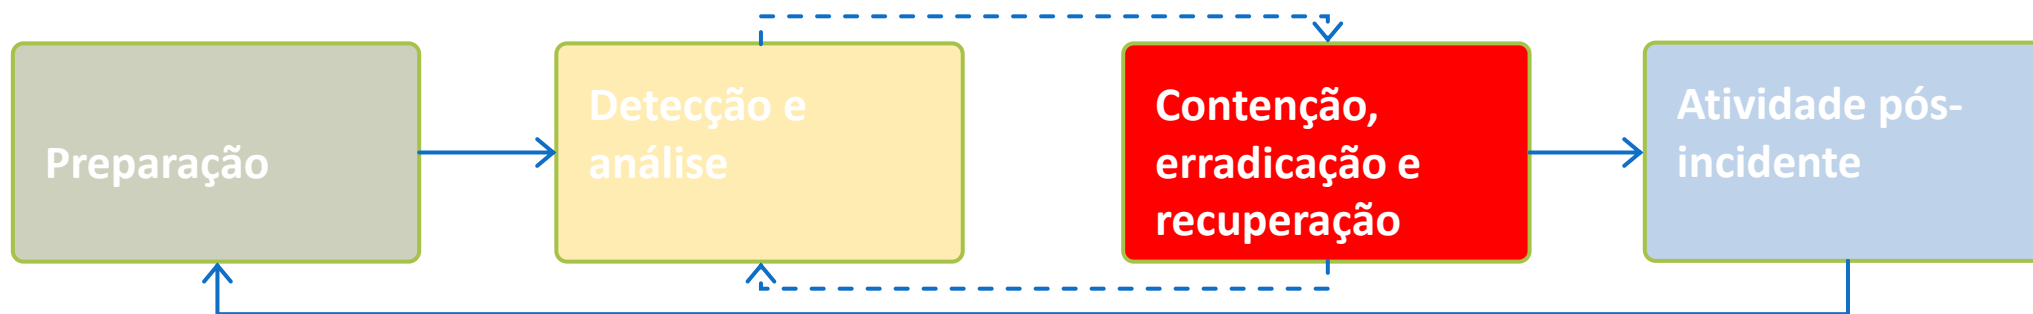 Preparação
Detecção e
análise
Contenção,
erradicação e
recuperação
Atividade pós-
incidente